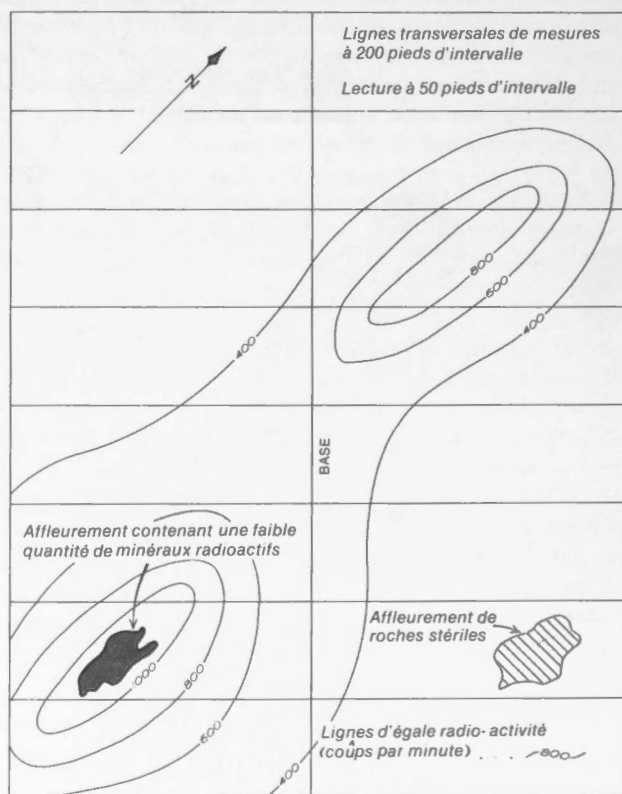 Lignes transversales de mesures
à 200 pieds d'intervalle
Lecture à 50 pieds d'intervalle
N
800
600
400
400
BASE
Affleurement contenant une faible
quantité de minéraux radioactifs
Affleurement de
roches stériles
1000
800
600
400
Lignes d'égale radio-activité
(coups par minute) .... 800